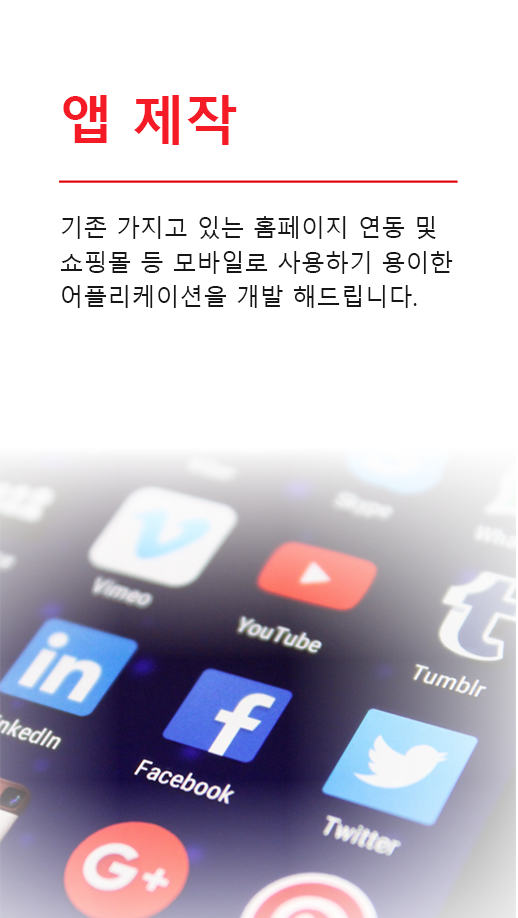 앱 제작
기존 가지고 있는 홈페이지 연동 및
쇼핑몰 등 모바일로 사용하기 용이한
어플리케이션을 개발 해드립니다.
Skype
Vimeo
YouTube
Tumblr
Facebook
Twitter
G+